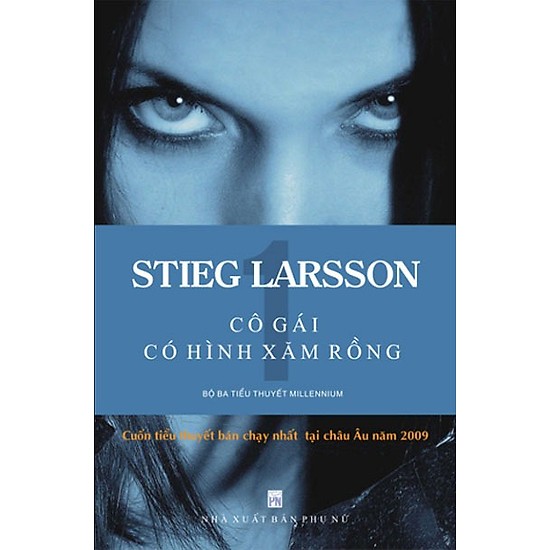 1
STIEG LARSSON
CÔ GÁI
CÓ HÌNH XĂM RỒNG
BỘ BA TIỂU THUYẾT MILLENNIUM
Cuốn tiểu thuyết bán chạy nhất tại châu Âu năm 2009
PN
NHÀ XUẤT BẢN PHỤ NỮ